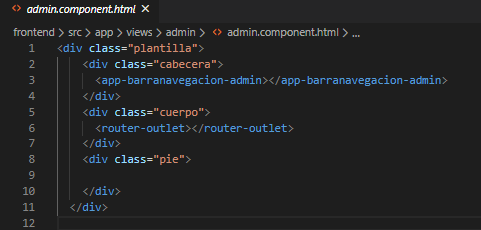 admin.component.html ×
frontend > src > app > views > admin > <> admin.component.html > ...
1 <div class="plantilla">
2 <div class="cabecera">
3 <app-barranavegacion-admin></app-barranavegacion-admin>
4 </div>
5 <div class="cuerpo">
6 <router-outlet></router-outlet>
7 </div>
8 <div class="pie">
9
10 </div>
11 </div>
12